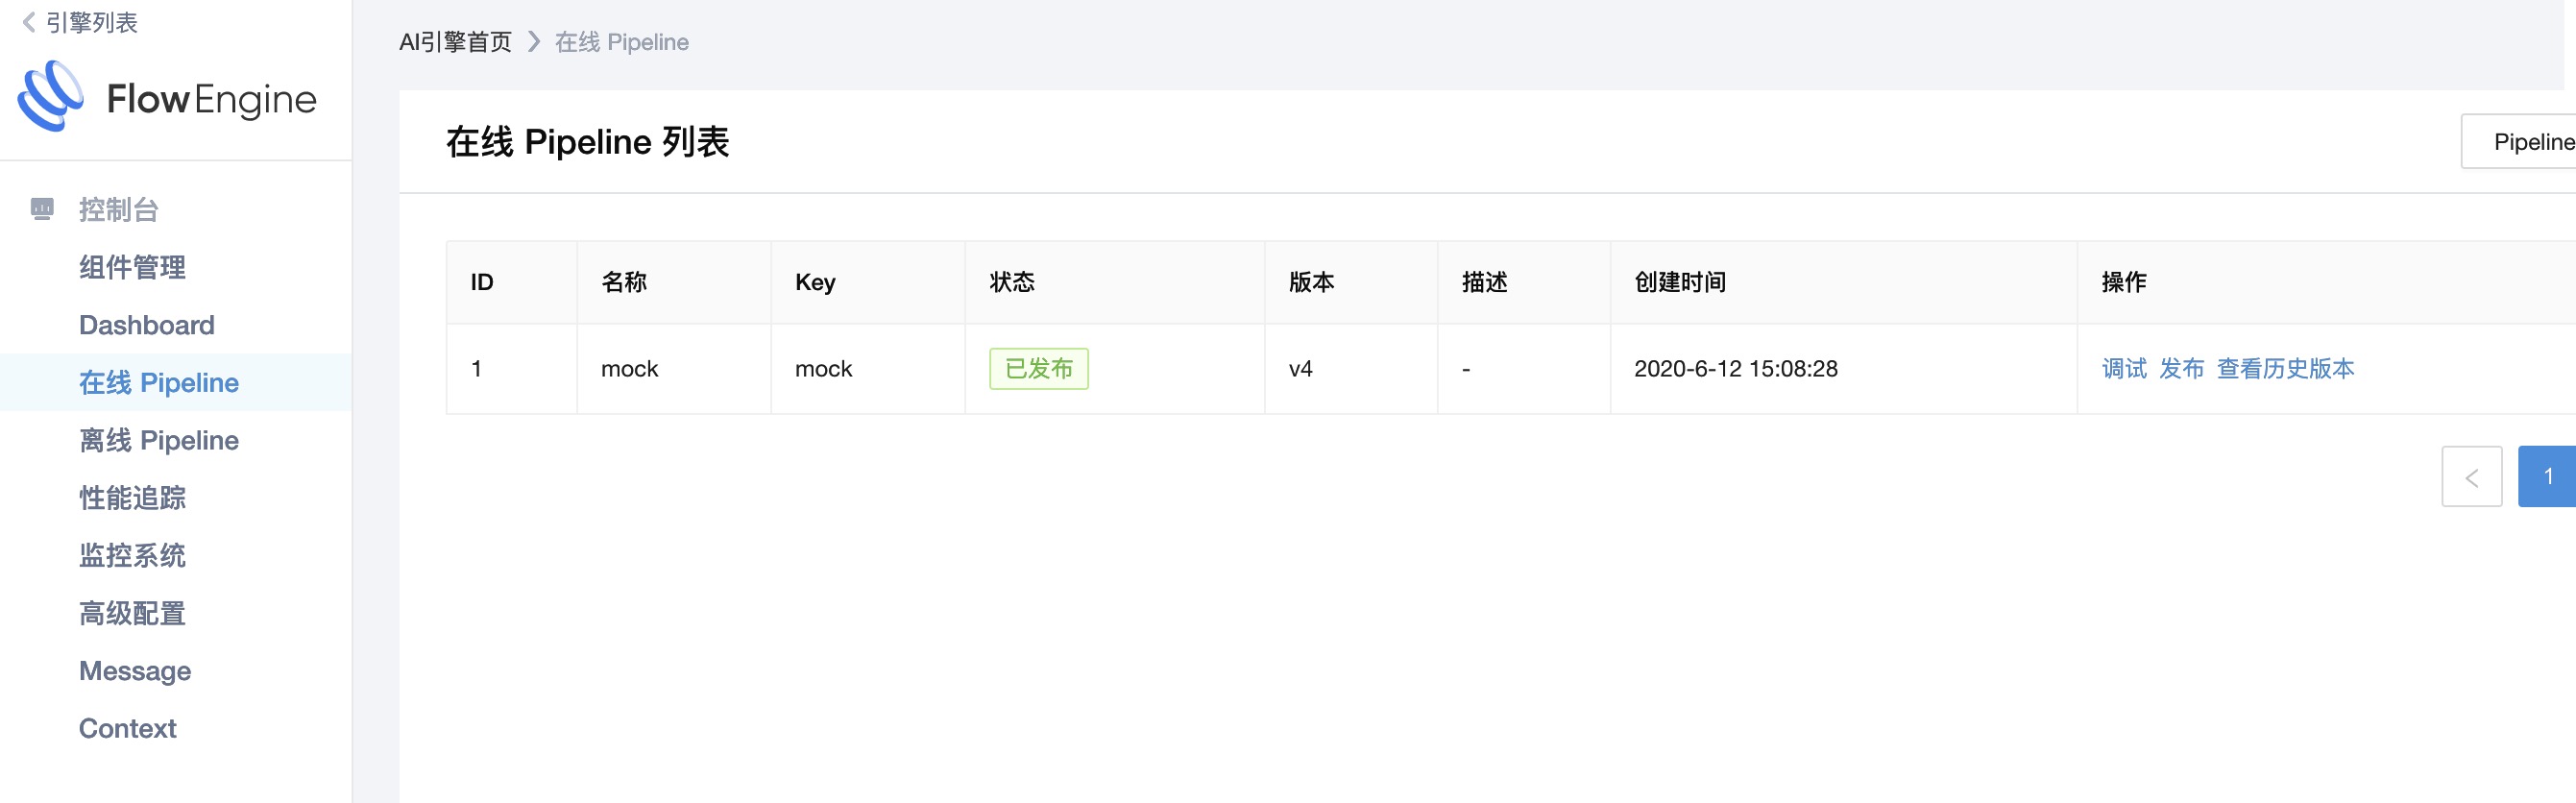 引擎列表
FlowEngine
控制台
组件管理
Dashboard
在线 Pipeline
离线 Pipeline
性能追踪
监控系统
高级配置
Message
Context
AI引擎首页 在线 Pipeline
在线 Pipeline 列表
Pipeline
ID 名称 Key 状态 版本 描述 创建时间 操作
1 mock mock 已发布 v4 - 2020-6-12 15:08:28 调试 发布 查看历史版本
1